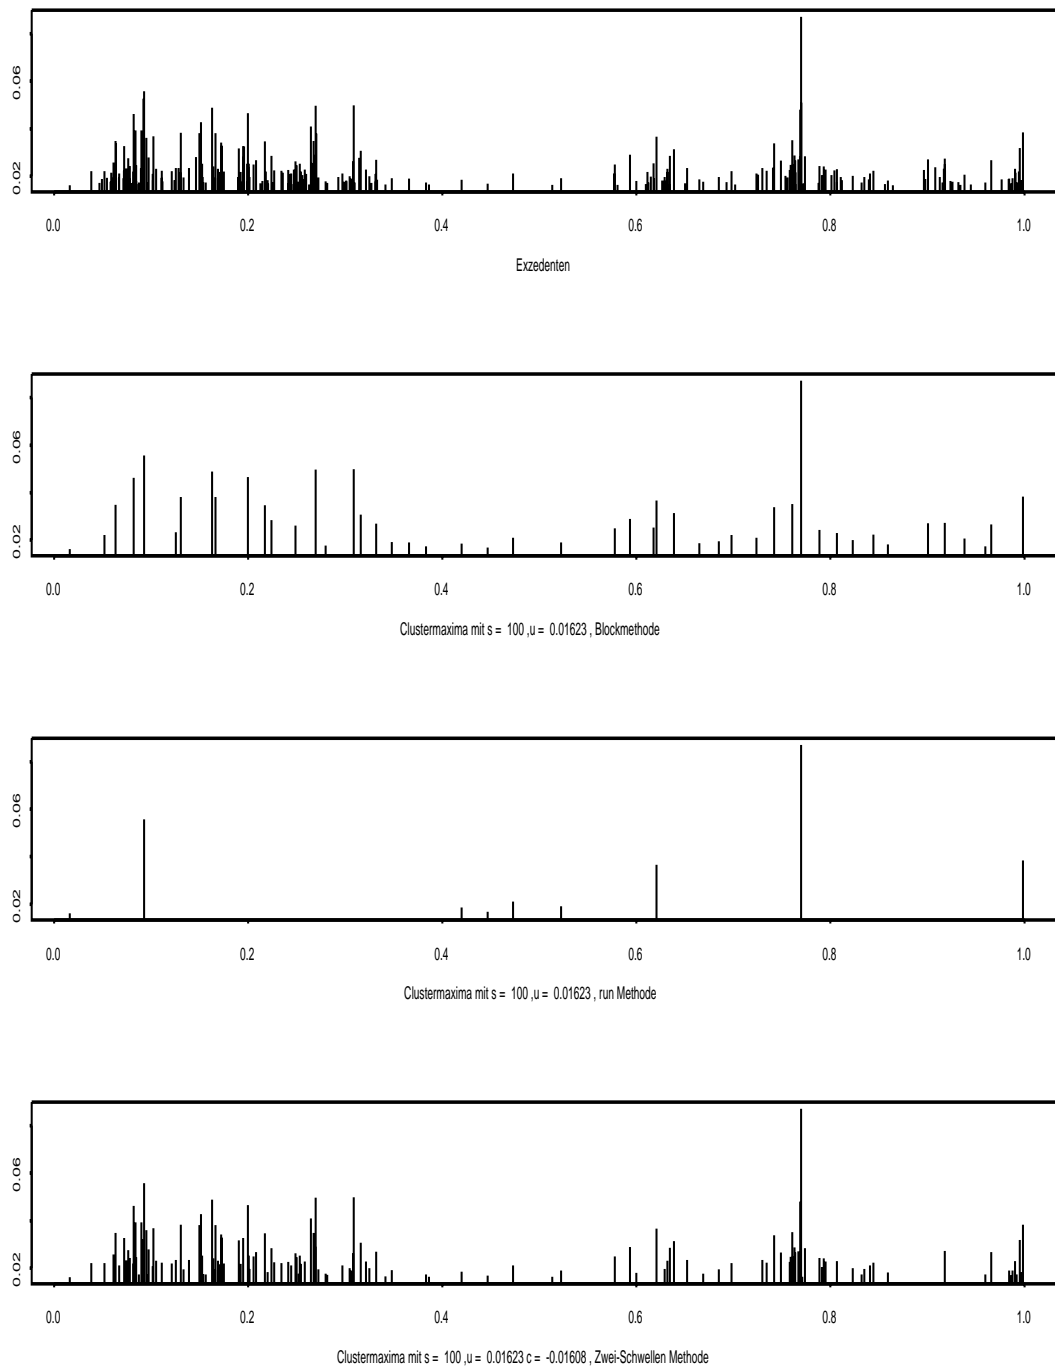 0.06
0.02
0.0 0.2 0.4 0.6 0.8 1.0
Exzedenten
0.06
0.02
0.0 0.2 0.4 0.6 0.8 1.0
Clustermaxima mit s = 100 ,u = 0.01623 , Blockmethode
0.06
0.02
0.0 0.2 0.4 0.6 0.8 1.0
Clustermaxima mit s = 100 ,u = 0.01623 , run Methode
0.06
0.02
0.0 0.2 0.4 0.6 0.8 1.0
Clustermaxima mit s = 100 ,u = 0.01623 c = -0.01608 , Zwei-Schwellen Methode